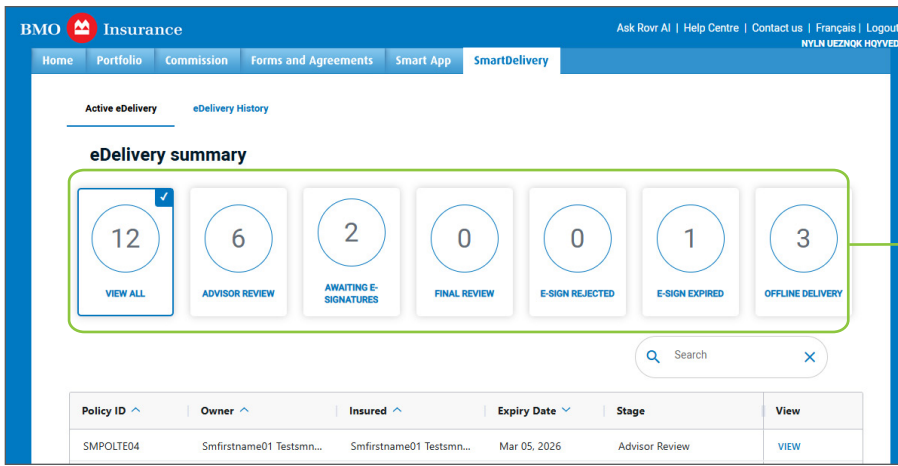 BMO Insurance
Ask Rovr AI | Help Centre | Contact us | Français | Logout
NYLN UEZNQK HQYVED
Home Portfolio Commission Forms and Agreements Smart App SmartDelivery
Active eDelivery eDelivery History
eDelivery summary
12 6 2 0 0 1 3
VIEW ALL ADVISOR REVIEW AWAITING E-SIGNATURES FINAL REVIEW E-SIGN REJECTED E-SIGN EXPIRED OFFLINE DELIVERY
Search
Policy ID Owner Insured Expiry Date Stage View
SMPOLTE04 Smfirstname01 Testsmn... Smfirstname01 Testsmn... Mar 05, 2026 Advisor Review VIEW